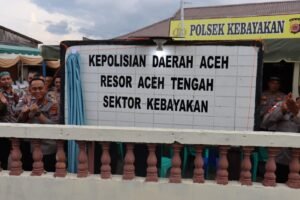 POLSEK KEBAYAKAN
KEPOLISIAN DAERAH ACEH
RESOR ACEH TENGAH
SEKTOR KEBAYAKAN